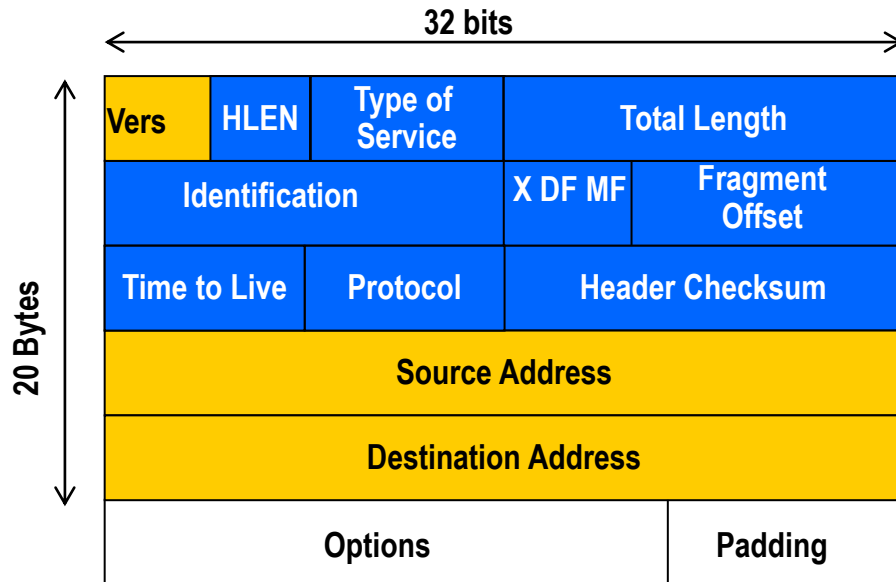 32 bits
Vers HLEN Type of Service Total Length
Identification X DF MF Fragment Offset
Time to Live Protocol Header Checksum
20 Bytes
Source Address
Destination Address
Options Padding